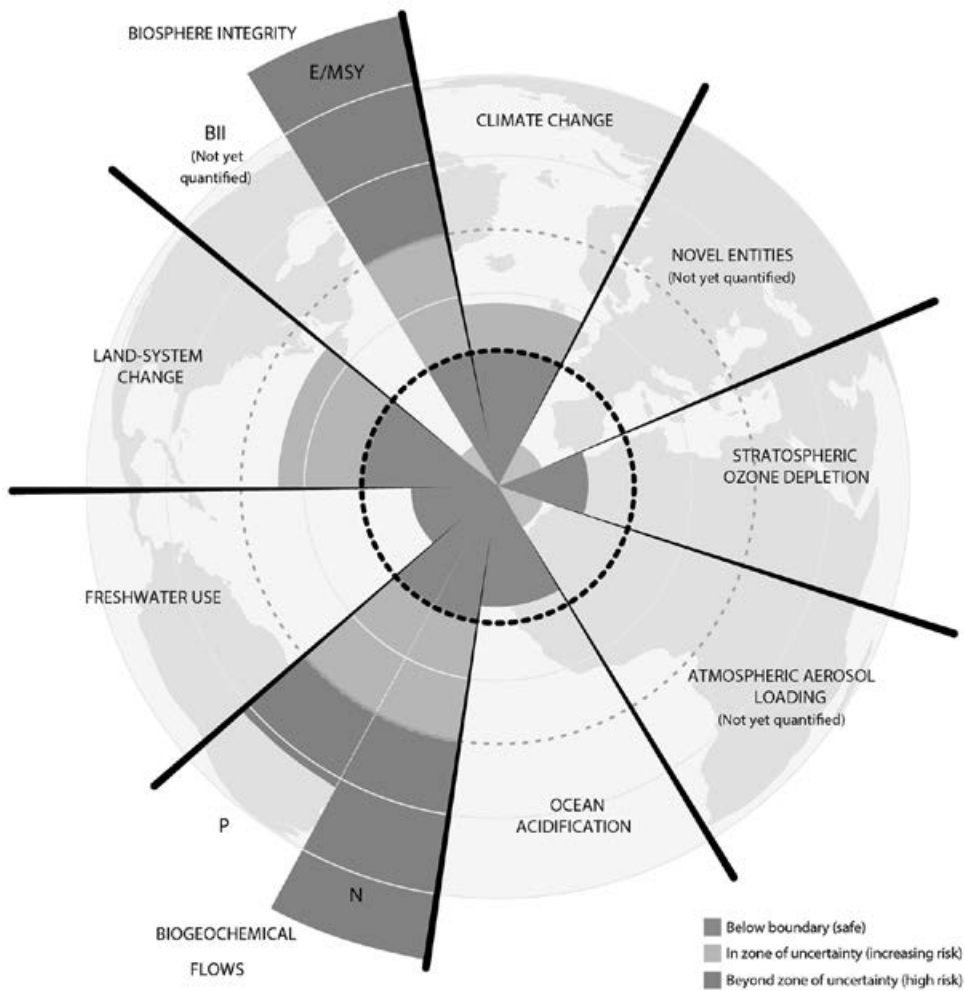 BIOSPHERE INTEGRITY
E/MSY
CLIMATE CHANGE
BII
(Not yet
quantified)
NOVEL ENTITIES
(Not yet quantified)
LAND-SYSTEM
CHANGE
STRATOSPHERIC
OZONE DEPLETION
FRESHWATER USE
ATMOSPHERIC AEROSOL
LOADING
(Not yet quantified)
OCEAN
ACIDIFICATION
P
N
BIOGEOCHEMICAL
FLOWS
Below boundary (safe)
In zone of uncertainty (increasing risk)
Beyond zone of uncertainty (high risk)